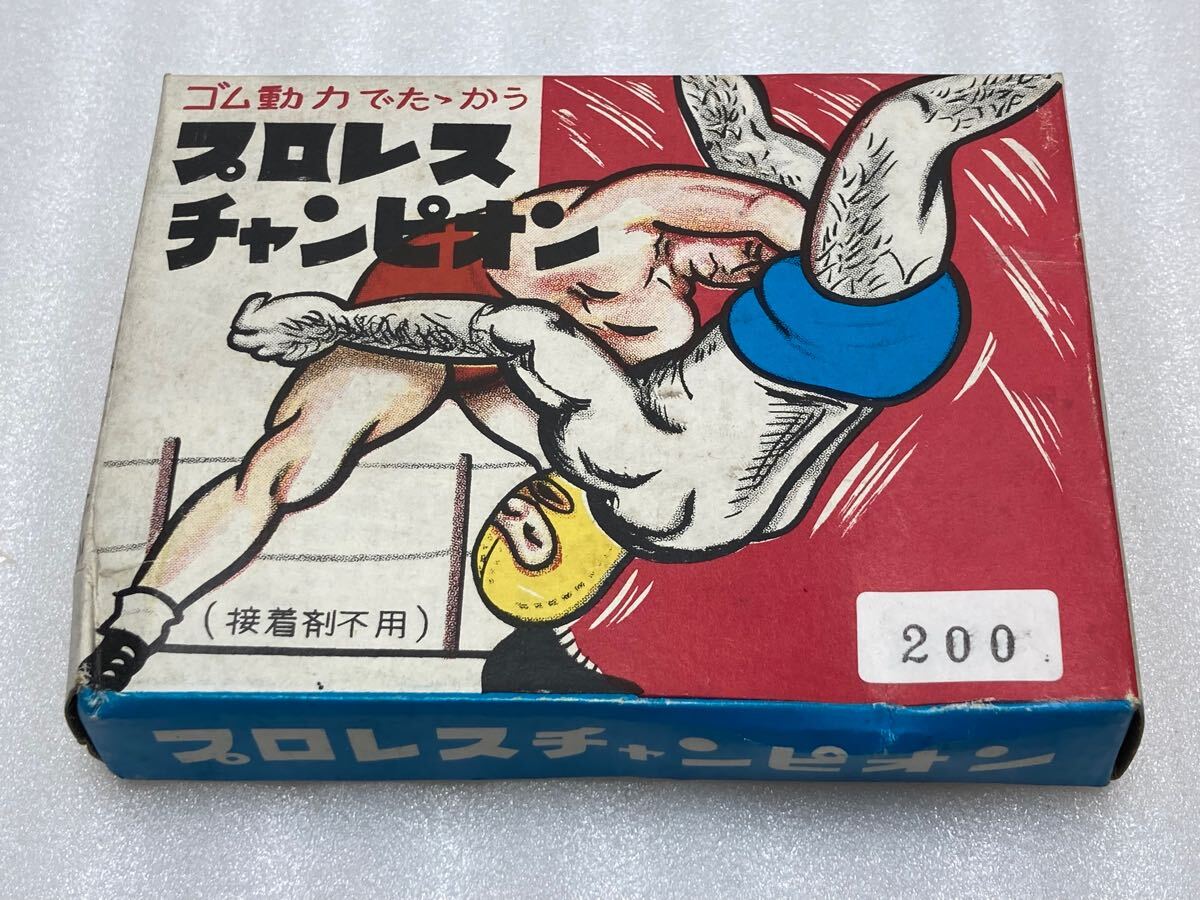 ゴム動力でたゝかう
プロレス
チャンピオン
(接着剤不用)
200
プロレスチャンピオン